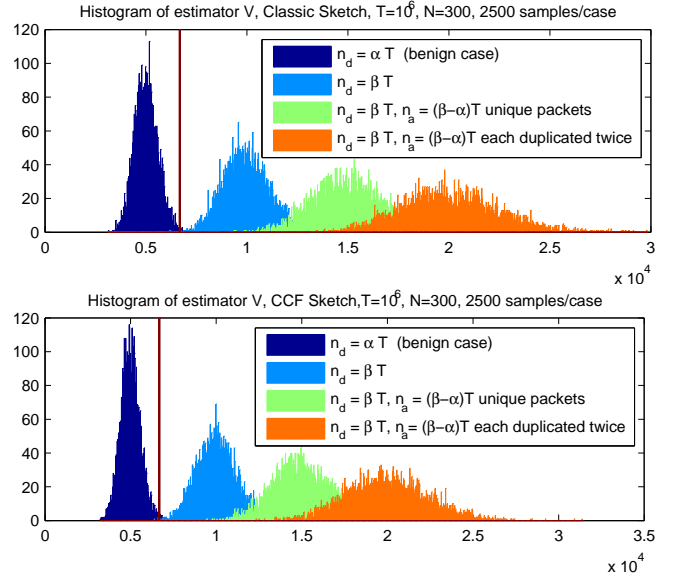 Histogram of estimator V, Classic Sketch, T=10^6, N=300, 2500 samples/case
120
100
80
60
40
20
0
n_d = α T (benign case)
n_d = β T
n_d = β T, n_a = (β−α)T unique packets
n_d = β T, n_a = (β−α)T each duplicated twice
0 0.5 1 1.5 2 2.5 3
x 10^4
Histogram of estimator V, CCF Sketch,T=10^6, N=300, 2500 samples/case
120
100
80
60
40
20
0
n_d = α T (benign case)
n_d = β T
n_d = β T, n_a = (β−α)T unique packets
n_d = β T, n_a= (β−α)T each duplicated twice
0 0.5 1 1.5 2 2.5 3 3.5
x 10^4